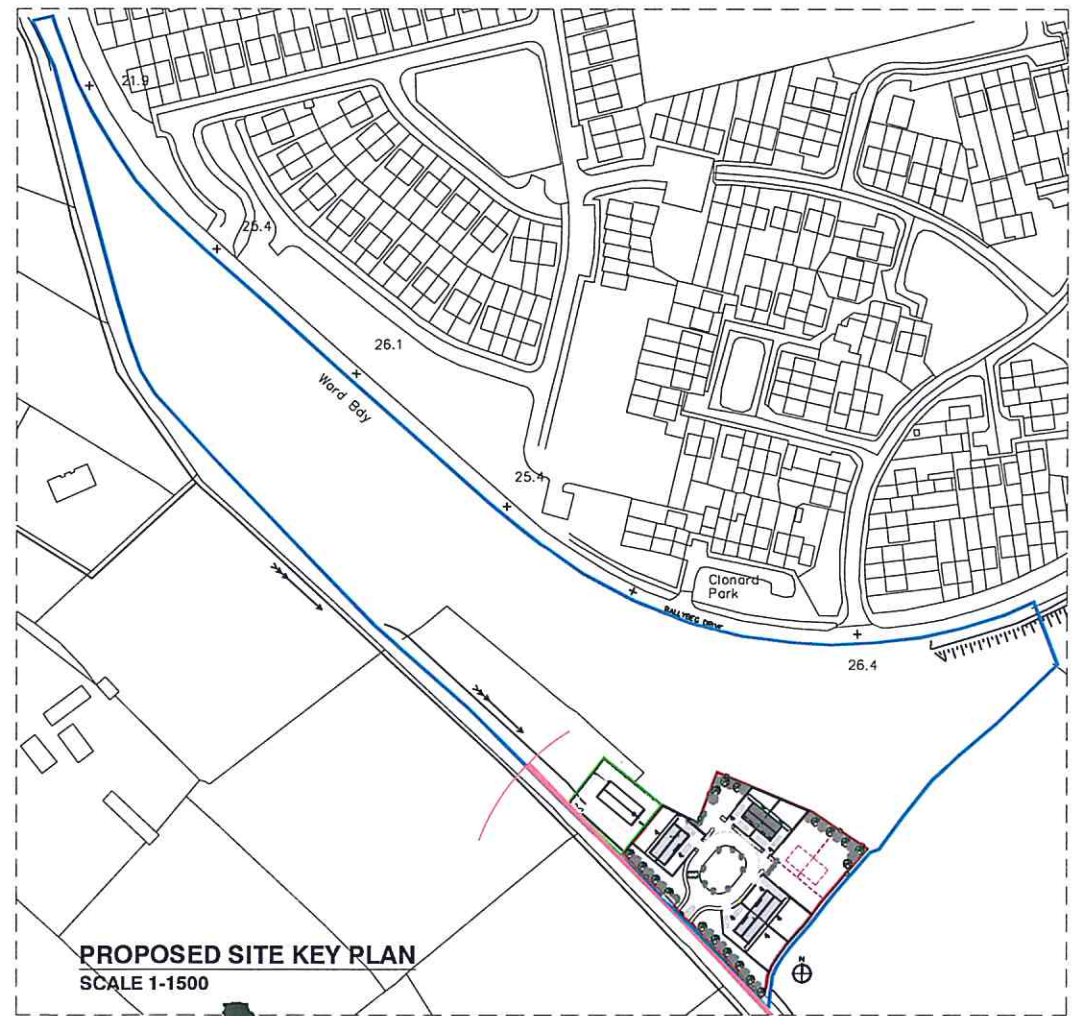 21.9
25.4
26.1
Ward Bdy
25.4
Clonard
Park
BALLYBEG DRIVE
26.4
N
PROPOSED SITE KEY PLAN
SCALE 1-1500